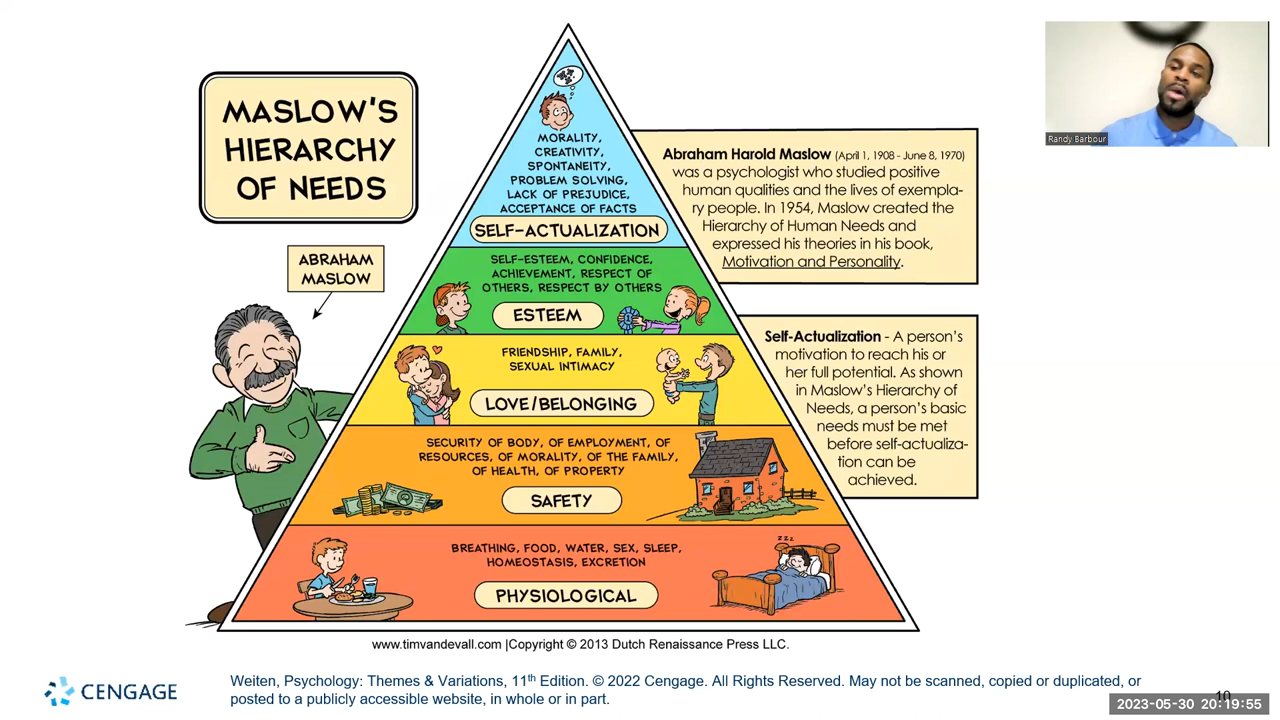 MASLOW'S
HIERARCHY
OF NEEDS
ABRAHAM
MASLOW
MORALITY,
CREATIVITY,
SPONTANEITY,
PROBLEM SOLVING,
LACK OF PREJUDICE,
ACCEPTANCE OF FACTS
SELF-ACTUALIZATION
SELF-ESTEEM, CONFIDENCE,
ACHIEVEMENT, RESPECT OF
OTHERS, RESPECT BY OTHERS
ESTEEM
FRIENDSHIP, FAMILY,
SEXUAL INTIMACY
LOVE/BELONGING
SECURITY OF BODY, OF EMPLOYMENT, OF
RESOURCES, OF MORALITY, OF THE FAMILY,
OF HEALTH, OF PROPERTY
SAFETY
BREATHING, FOOD, WATER, SEX, SLEEP,
HOMEOSTASIS, EXCRETION
PHYSIOLOGICAL
zzz
Abraham Harold Maslow (April 1, 1908 - June 8, 1970)
was a psychologist who studied positive
human qualities and the lives of exempla-
ry people. In 1954, Maslow created the
Hierarchy of Human Needs and
expressed his theories in his book,
Motivation and Personality.
Self-Actualization - A person's
motivation to reach his or
her full potential. As shown
in Maslow's Hierarchy of
Needs, a person's basic
needs must be met
before self-actualiza-
tion can be
achieved.
Randy Barbour
www.timvandevall.com | Copyright © 2013 Dutch Renaissance Press LLC.
CENGAGE
Weiten, Psychology: Themes & Variations, 11th Edition. © 2022 Cengage. All Rights Reserved. May not be scanned, copied or duplicated, or
posted to a publicly accessible website, in whole or in part.
10
2023-05-30 20:19:55